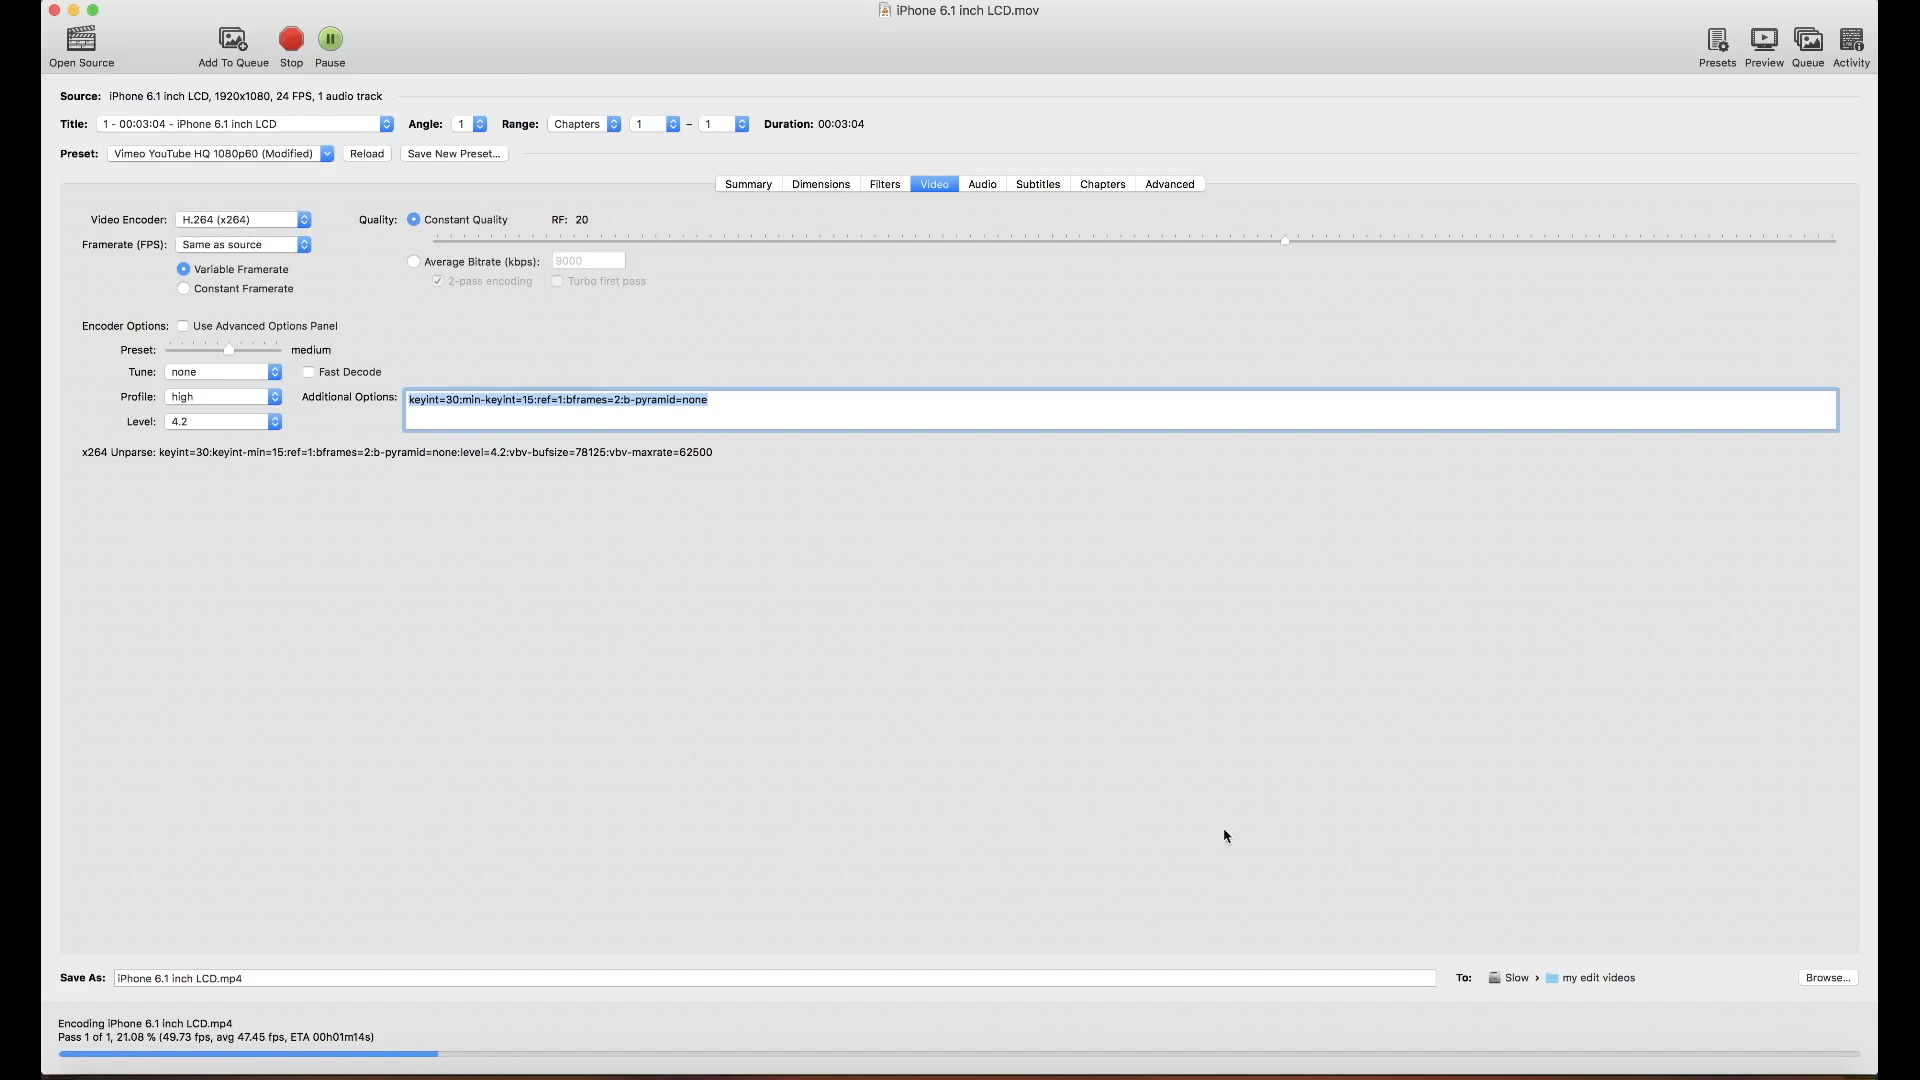 iPhone 6.1 inch LCD.mov
Open Source Add To Queue Stop Pause Presets Preview Queue Activity
Source: iPhone 6.1 inch LCD, 1920x1080, 24 FPS, 1 audio track
Title: 1 - 00:03:04 - iPhone 6.1 inch LCD Angle: 1 Range: Chapters 1 – 1 Duration: 00:03:04
Preset: Vimeo YouTube HQ 1080p60 (Modified) Reload Save New Preset...
Summary Dimensions Filters Video Audio Subtitles Chapters Advanced
Video Encoder: H.264 (x264) Quality: Constant Quality RF: 20
Framerate (FPS): Same as source
Average Bitrate (kbps): 9000
Variable Framerate
2-pass encoding Turbo first pass
Constant Framerate
Encoder Options: Use Advanced Options Panel
Preset: medium
Tune: none Fast Decode
Profile: high Additional Options: keyint=30:min-keyint=15:ref=1:bframes=2:b-pyramid=none
Level: 4.2
x264 Unparse: keyint=30:keyint-min=15:ref=1:bframes=2:b-pyramid=none:level=4.2:vbv-bufsize=78125:vbv-maxrate=62500
Save As: iPhone 6.1 inch LCD.mp4 To: Slow › my edit videos Browse...
Encoding iPhone 6.1 inch LCD.mp4
Pass 1 of 1, 21.08 % (49.73 fps, avg 47.45 fps, ETA 00h01m14s)